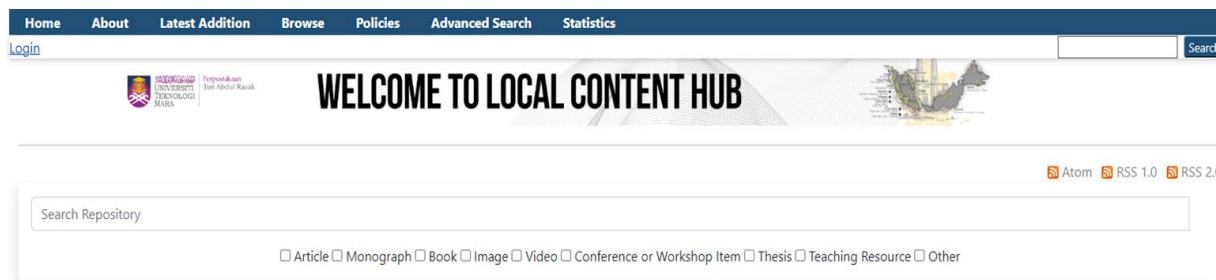 Home About Latest Addition Browse Policies Advanced Search Statistics
Login
Search
UNIVERSITI
TEKNOLOGI
MARA
Perpustakaan
Tun Abdul Razak
WELCOME TO LOCAL CONTENT HUB
Atom RSS 1.0 RSS 2.0
Search Repository
Article Monograph Book Image Video Conference or Workshop Item Thesis Teaching Resource Other